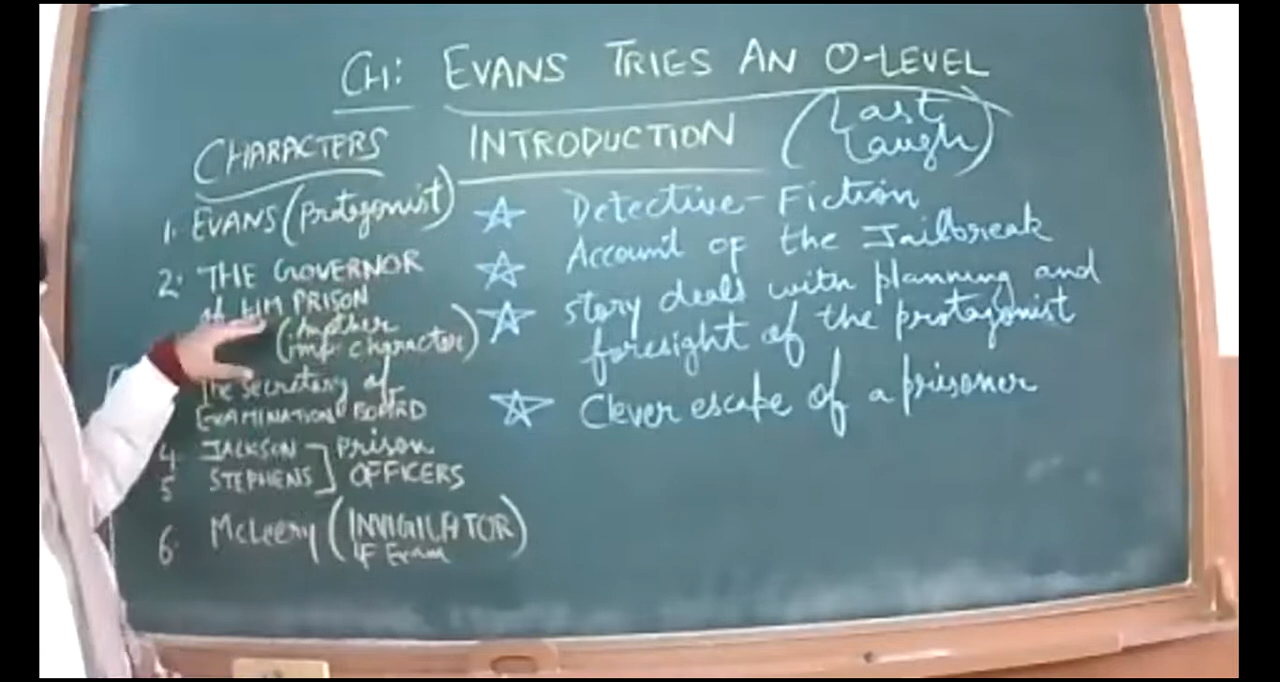 CH: EVANS TRIES AN O-LEVEL
CHARACTERS
1. EVANS (Protagonist)
2. THE GOVERNOR
of HM PRISON
(Another
imp. character)
The Secretary of
EXAMINATION BOARD
4. JACKSON
5 STEPHENS
] Prison
OFFICERS
6. McLeery (INVIGILATOR)
OF Exam
INTRODUCTION (Last
Laugh)
☆ Detective-Fiction
☆ Account of the Jailbreak
☆ story deals with planning and
foresight of the protagonist
☆ Clever escape of a prisoner